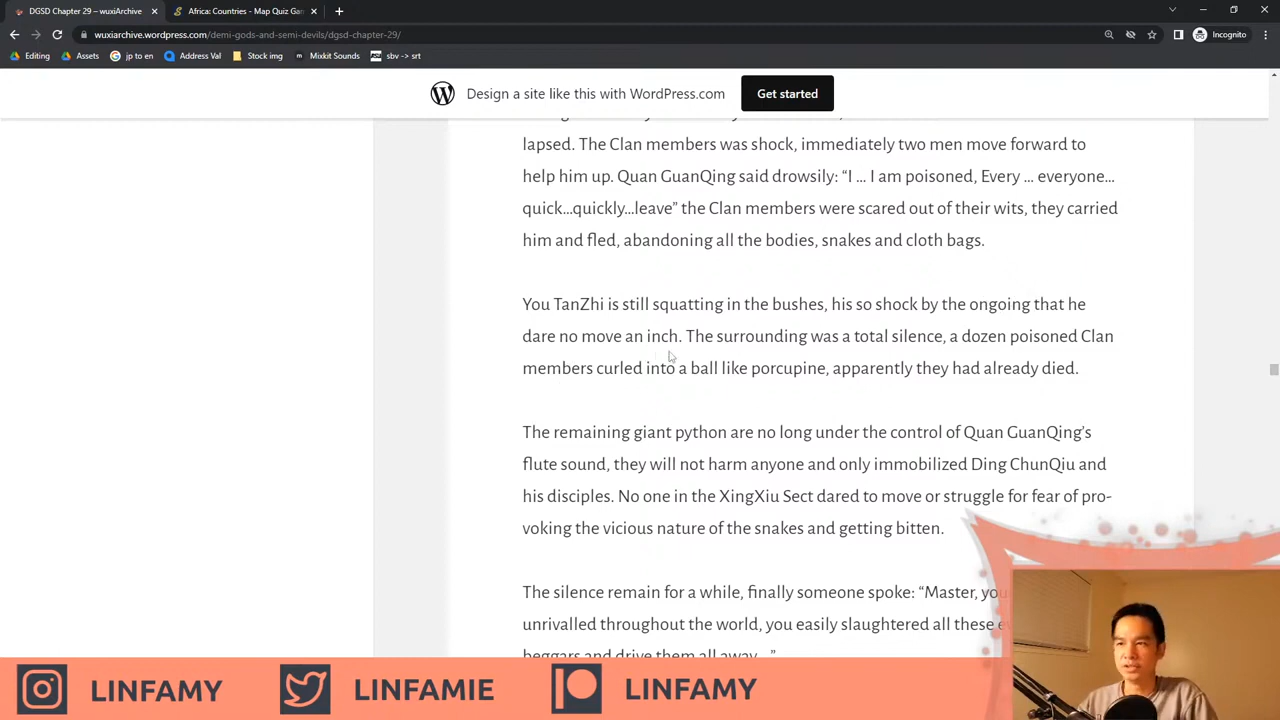 DGSD Chapter 29 – wuxiArchive
Africa: Countries - Map Quiz Gam
wuxiarchive.wordpress.com/demi-gods-and-semi-devils/dgsd-chapter-29/
Incognito
Editing
Assets
jp to en
Address Val
Stock img
Mixkit Sounds
sbv -> srt
Design a site like this with WordPress.com
Get started
lapsed. The Clan members was shock, immediately two men move forward to
help him up. Quan GuanQing said drowsily: “I … I am poisoned, Every … everyone…
quick…quickly…leave” the Clan members were scared out of their wits, they carried
him and fled, abandoning all the bodies, snakes and cloth bags.
You TanZhi is still squatting in the bushes, his so shock by the ongoing that he
dare no move an inch. The surrounding was a total silence, a dozen poisoned Clan
members curled into a ball like porcupine, apparently they had already died.
The remaining giant python are no long under the control of Quan GuanQing’s
flute sound, they will not harm anyone and only immobilized Ding ChunQiu and
his disciples. No one in the XingXiu Sect dared to move or struggle for fear of pro-
voking the vicious nature of the snakes and getting bitten.
The silence remain for a while, finally someone spoke: “Master, you
unrivalled throughout the world, you easily slaughtered all these
beggars and drive them all away…”
LINFAMY
LINFAMIE
LINFAMY